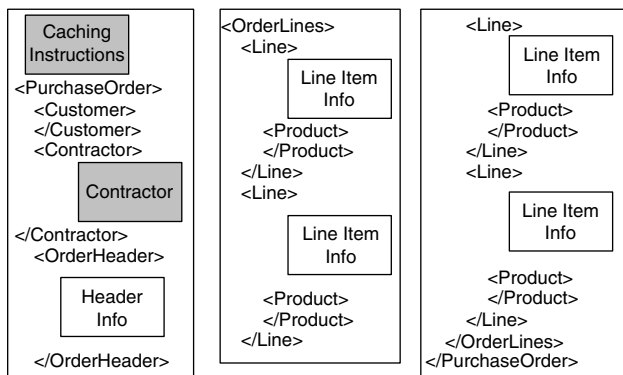 Caching
Instructions
<PurchaseOrder>
<Customer>
</Customer>
<Contractor>
Contractor
</Contractor>
<OrderHeader>
Header
Info
</OrderHeader>
<OrderLines>
<Line>
Line Item
Info
<Product>
</Product>
</Line>
<Line>
Line Item
Info
<Product>
</Product>
</Line>
<Line>
Line Item
Info
<Product>
</Product>
</Line>
<Line>
Line Item
Info
<Product>
</Product>
</Line>
</OrderLines>
</PurchaseOrder>